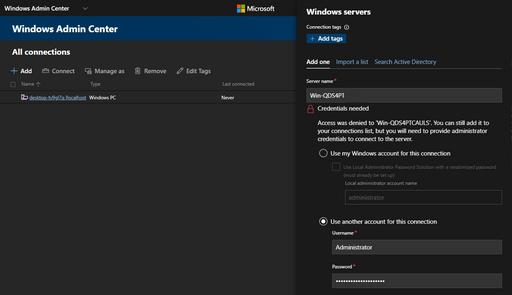 Windows Admin Center
Microsoft
Windows Admin Center
All connections
Add
Connect
Manage as
Remove
Edit Tags
Name
Type
Last connected
Windows PC
Never
Windows servers
Connection tags
Add tags
Add one
Import a list
Search Active Directory
Server name*
Win-QDS4P1
Credentials needed
Access was denied to 'Win-QDS4P1CAULS'. You can still add it to
your connections list, but you will need to provide administrator
credentials to connect to the server.
Use my Windows account for this connection
Use Local Administrator Password Solution with a randomized password
(must already be set up)
Local administrator account name
administrator
Use another account for this connection
Username*
Administrator
Password*